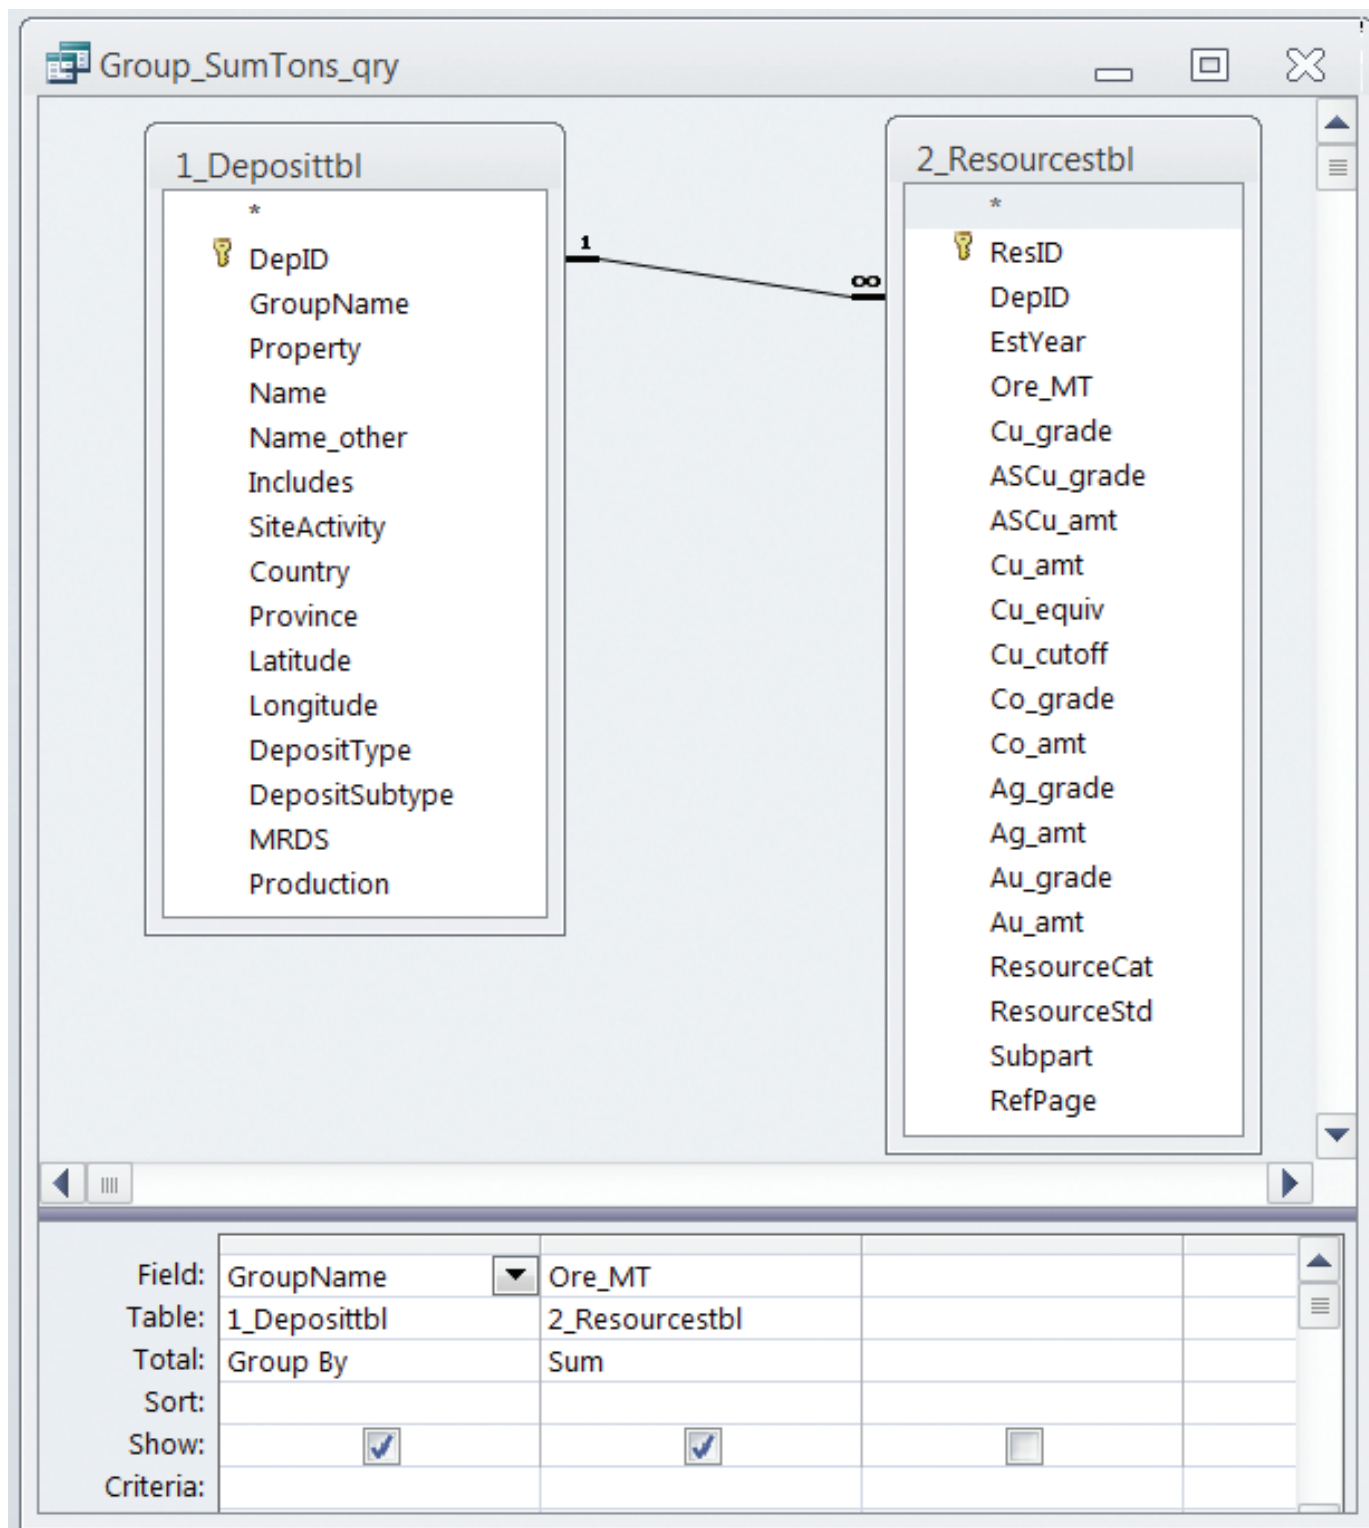 Group_SumTons_qry
1_Deposittbl
*
DepID
GroupName
Property
Name
Name_other
Includes
SiteActivity
Country
Province
Latitude
Longitude
DepositType
DepositSubtype
MRDS
Production
1
∞
2_Resourcestbl
*
ResID
DepID
EstYear
Ore_MT
Cu_grade
ASCu_grade
ASCu_amt
Cu_amt
Cu_equiv
Cu_cutoff
Co_grade
Co_amt
Ag_grade
Ag_amt
Au_grade
Au_amt
ResourceCat
ResourceStd
Subpart
RefPage
Field: GroupName Ore_MT
Table: 1_Deposittbl 2_Resourcestbl
Total: Group By Sum
Sort:
Show:
Criteria: